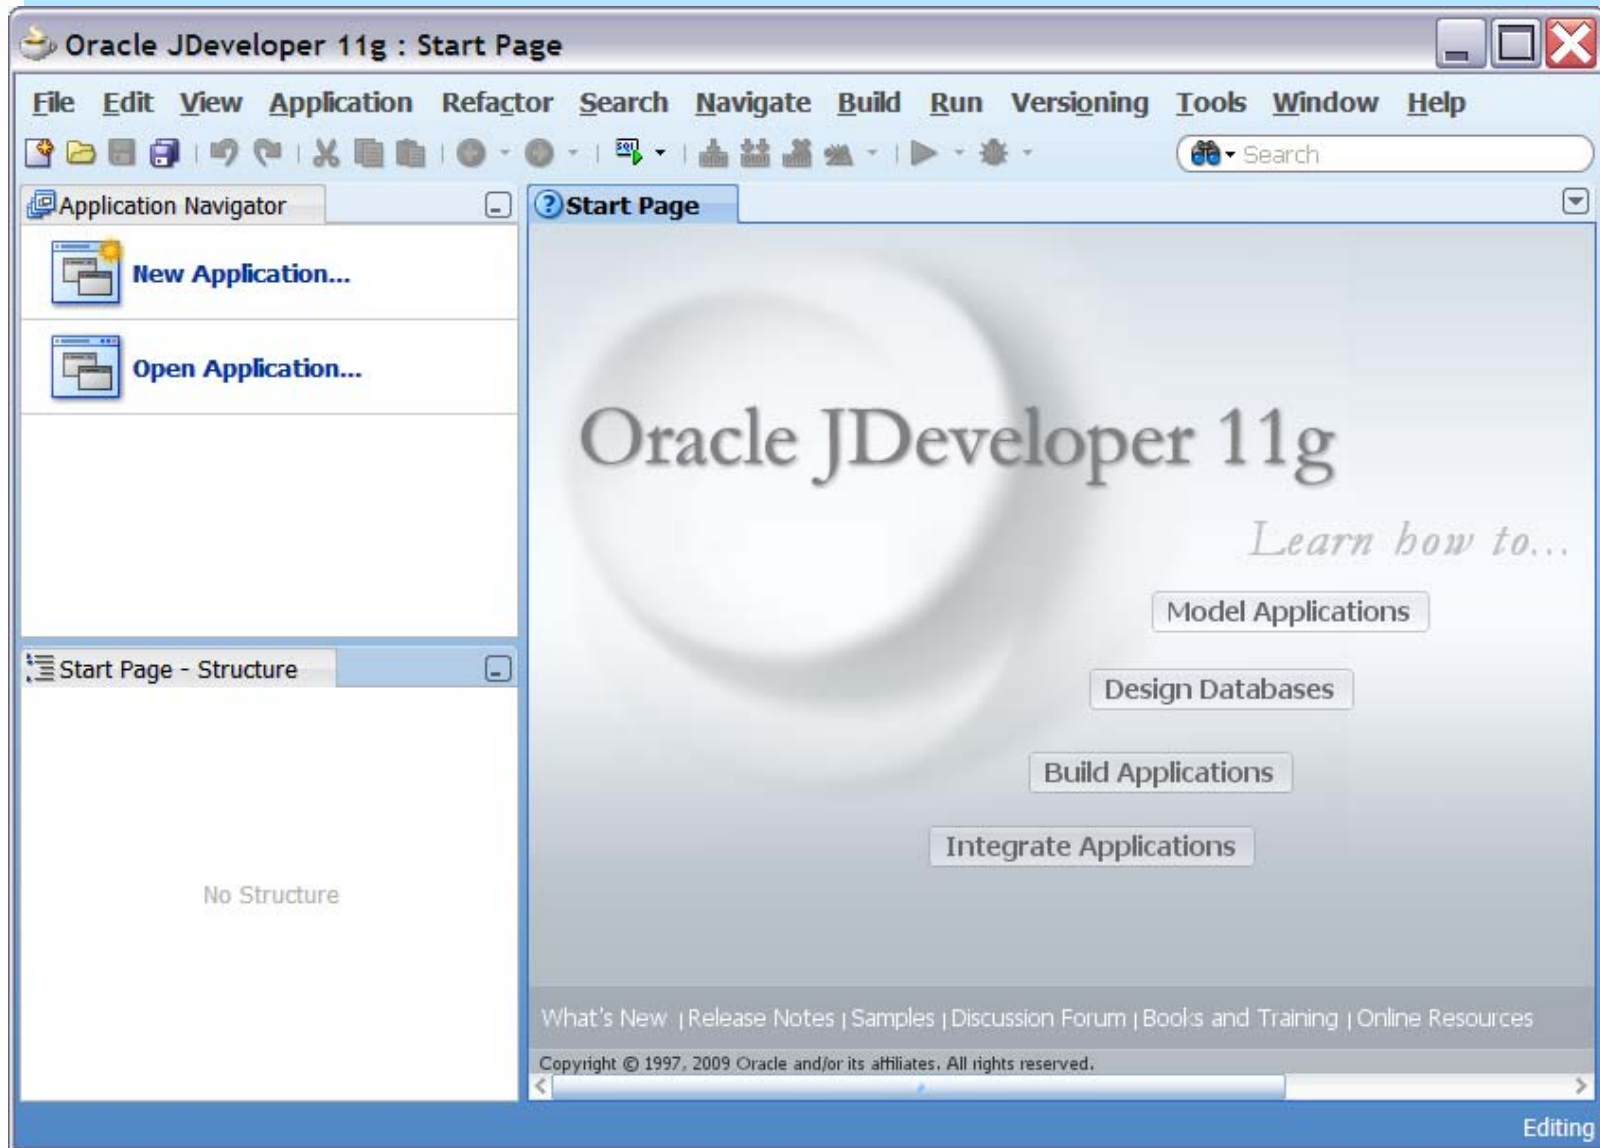 Oracle JDeveloper 11g : Start Page
File Edit View Application Refactor Search Navigate Build Run Versioning Tools Window Help
SQL
Search
Application Navigator
Start Page
New Application...
Open Application...
Oracle JDeveloper 11g
Learn how to...
Model Applications
Start Page - Structure
Design Databases
Build Applications
Integrate Applications
No Structure
What's New | Release Notes | Samples | Discussion Forum | Books and Training | Online Resources
Copyright © 1997, 2009 Oracle and/or its affiliates. All rights reserved.
Editing